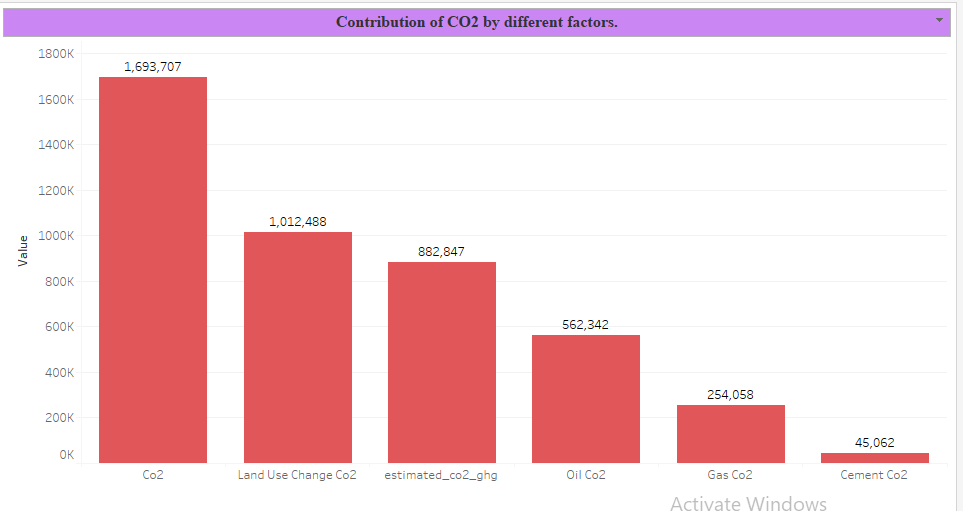 Contribution of CO2 by different factors.
1800K
1600K
1400K
1200K
1000K
800K
600K
400K
200K
0K
Value
1,693,707
1,012,488
882,847
562,342
254,058
45,062
Co2
Land Use Change Co2
estimated_co2_ghg
Oil Co2
Gas Co2
Cement Co2
Activate Windows